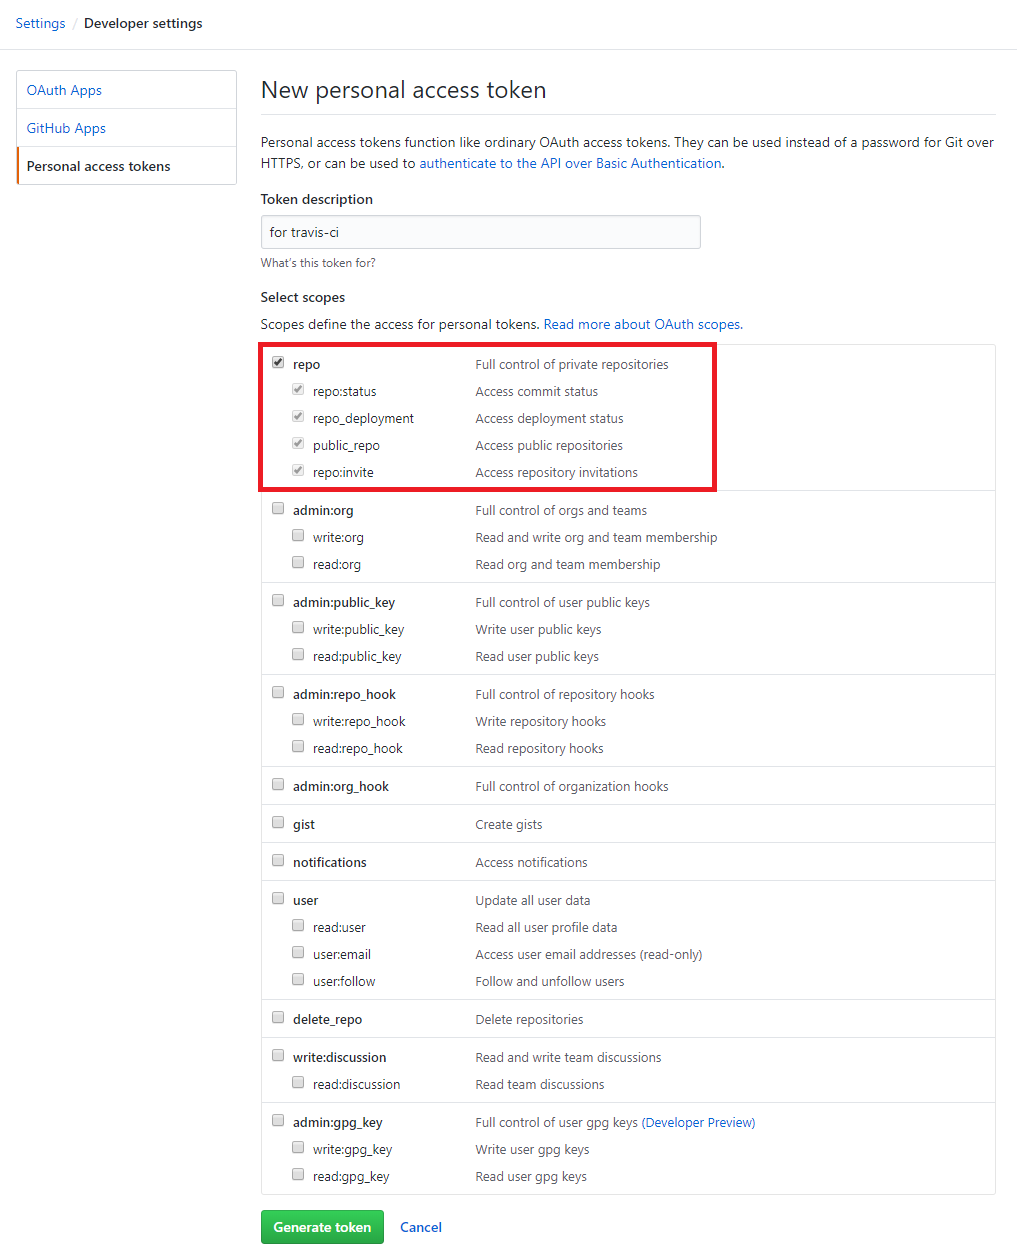 Settings / Developer settings
OAuth Apps
GitHub Apps
Personal access tokens
New personal access token
Personal access tokens function like ordinary OAuth access tokens. They can be used instead of a password for Git over
HTTPS, or can be used to authenticate to the API over Basic Authentication.
Token description
for travis-ci
What's this token for?
Select scopes
Scopes define the access for personal tokens. Read more about OAuth scopes.
repo Full control of private repositories
repo:status Access commit status
repo_deployment Access deployment status
public_repo Access public repositories
repo:invite Access repository invitations
admin:org Full control of orgs and teams
write:org Read and write org and team membership
read:org Read org and team membership
admin:public_key Full control of user public keys
write:public_key Write user public keys
read:public_key Read user public keys
admin:repo_hook Full control of repository hooks
write:repo_hook Write repository hooks
read:repo_hook Read repository hooks
admin:org_hook Full control of organization hooks
gist Create gists
notifications Access notifications
user Update all user data
read:user Read all user profile data
user:email Access user email addresses (read-only)
user:follow Follow and unfollow users
delete_repo Delete repositories
write:discussion Read and write team discussions
read:discussion Read team discussions
admin:gpg_key Full control of user gpg keys (Developer Preview)
write:gpg_key Write user gpg keys
read:gpg_key Read user gpg keys
Generate token Cancel